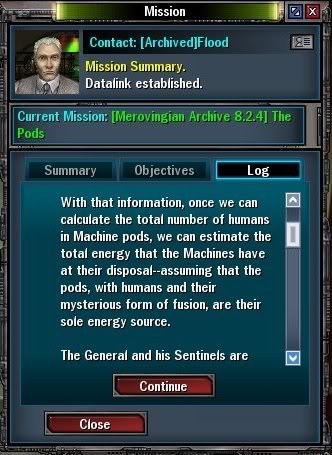 Mission
Contact: [Archived]Flood
Mission Summary.
Datalink established.
Current Mission: [Merovingian Archive 8.2.4] The
Pods
Summary
Objectives
Log
With that information, once we can
calculate the total number of humans
in Machine pods, we can estimate the
total energy that the Machines have
at their disposal--assuming that the
pods, with humans and their
mysterious form of fusion, are their
sole energy source.
The General and his Sentinels are
Continue
Close